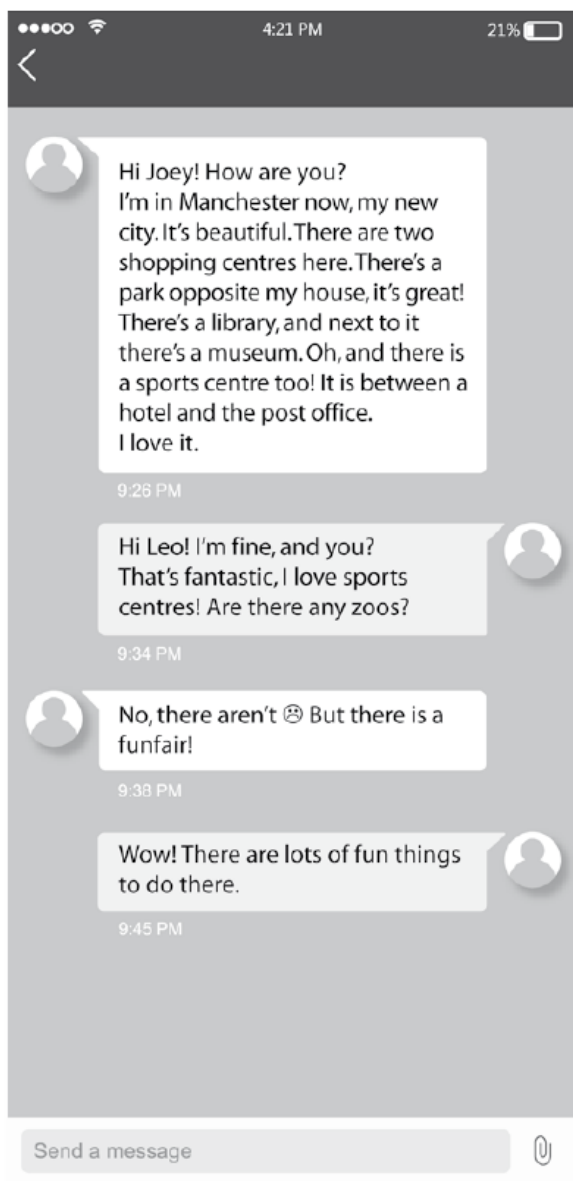 4:21 PM
21%
Hi Joey! How are you?
I'm in Manchester now, my new
city. It's beautiful. There are two
shopping centres here. There's a
park opposite my house, it's great!
There's a library, and next to it
there's a museum. Oh, and there is
a sports centre too! It is between a
hotel and the post office.
I love it.
9:26 PM
Hi Leo! I'm fine, and you?
That's fantastic, I love sports
centres! Are there any zoos?
9:34 PM
No, there aren't ☹ But there is a
funfair!
9:38 PM
Wow! There are lots of fun things
to do there.
9:45 PM
Send a message